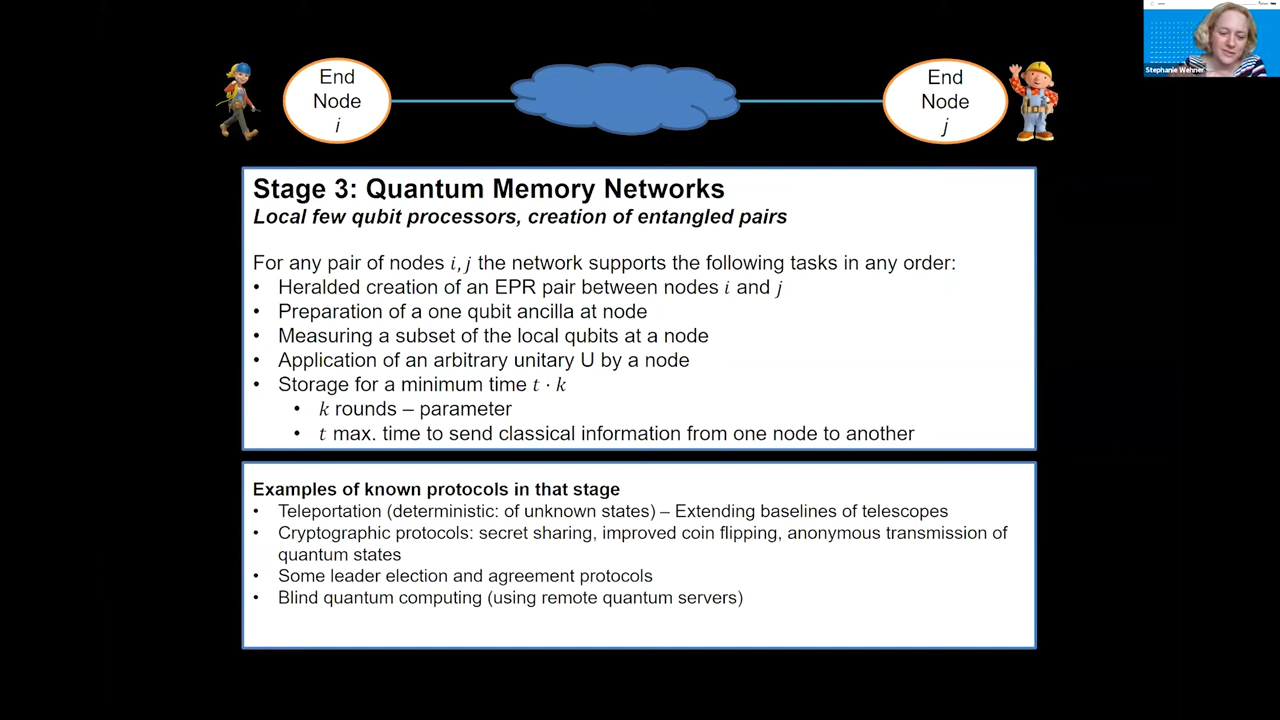 Stephanie Wehner
End
Node
i
End
Node
j
Stage 3: Quantum Memory Networks
Local few qubit processors, creation of entangled pairs
For any pair of nodes i, j the network supports the following tasks in any order:
• Heralded creation of an EPR pair between nodes i and j
• Preparation of a one qubit ancilla at node
• Measuring a subset of the local qubits at a node
• Application of an arbitrary unitary U by a node
• Storage for a minimum time t · k
• k rounds – parameter
• t max. time to send classical information from one node to another
Examples of known protocols in that stage
• Teleportation (deterministic: of unknown states) – Extending baselines of telescopes
• Cryptographic protocols: secret sharing, improved coin flipping, anonymous transmission of
quantum states
• Some leader election and agreement protocols
• Blind quantum computing (using remote quantum servers)